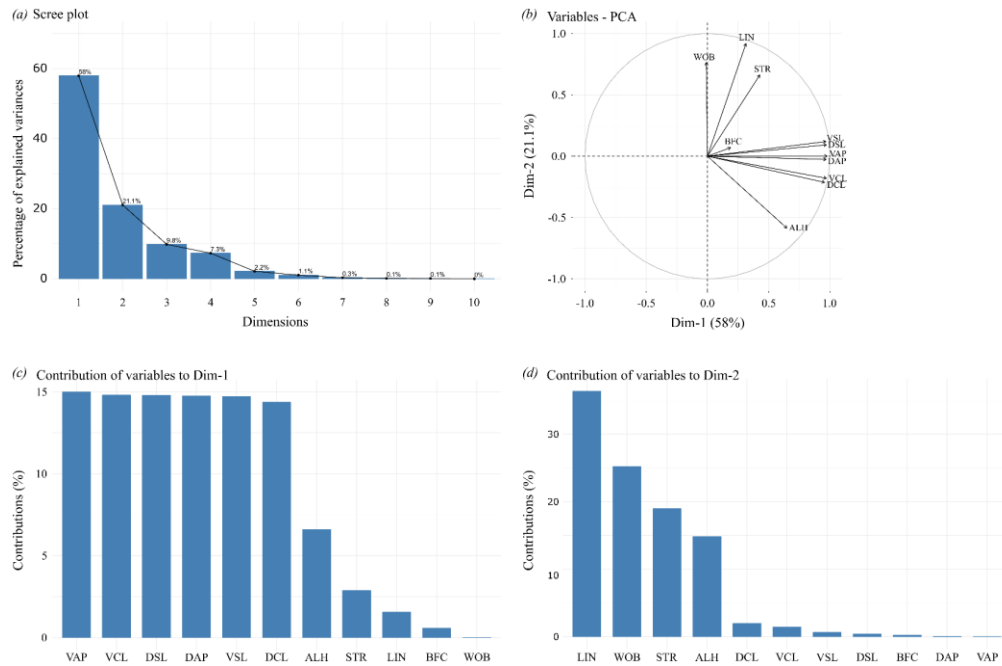 (a) Scree plot
Percentage of explained variances
60
40
20
0
58%
21.1%
9.8%
7.3%
2.2%
1.1%
0.3%
0.1%
0.1%
0%
1 2 3 4 5 6 7 8 9 10
Dimensions
(b) Variables - PCA
Dim-2 (21.1%)
1.0
0.5
0.0
-0.5
-1.0
LIN
WOB
STR
BFC
VSL
DSL
VAP
DAP
VCL
DCL
ALH
-1.0 -0.5 0.0 0.5 1.0
Dim-1 (58%)
(c) Contribution of variables to Dim-1
Contributions (%)
15
10
5
0
VAP VCL DSL DAP VSL DCL ALH STR LIN BFC WOB
(d) Contribution of variables to Dim-2
Contributions (%)
30
20
10
0
LIN WOB STR ALH DCL VCL VSL DSL BFC DAP VAP